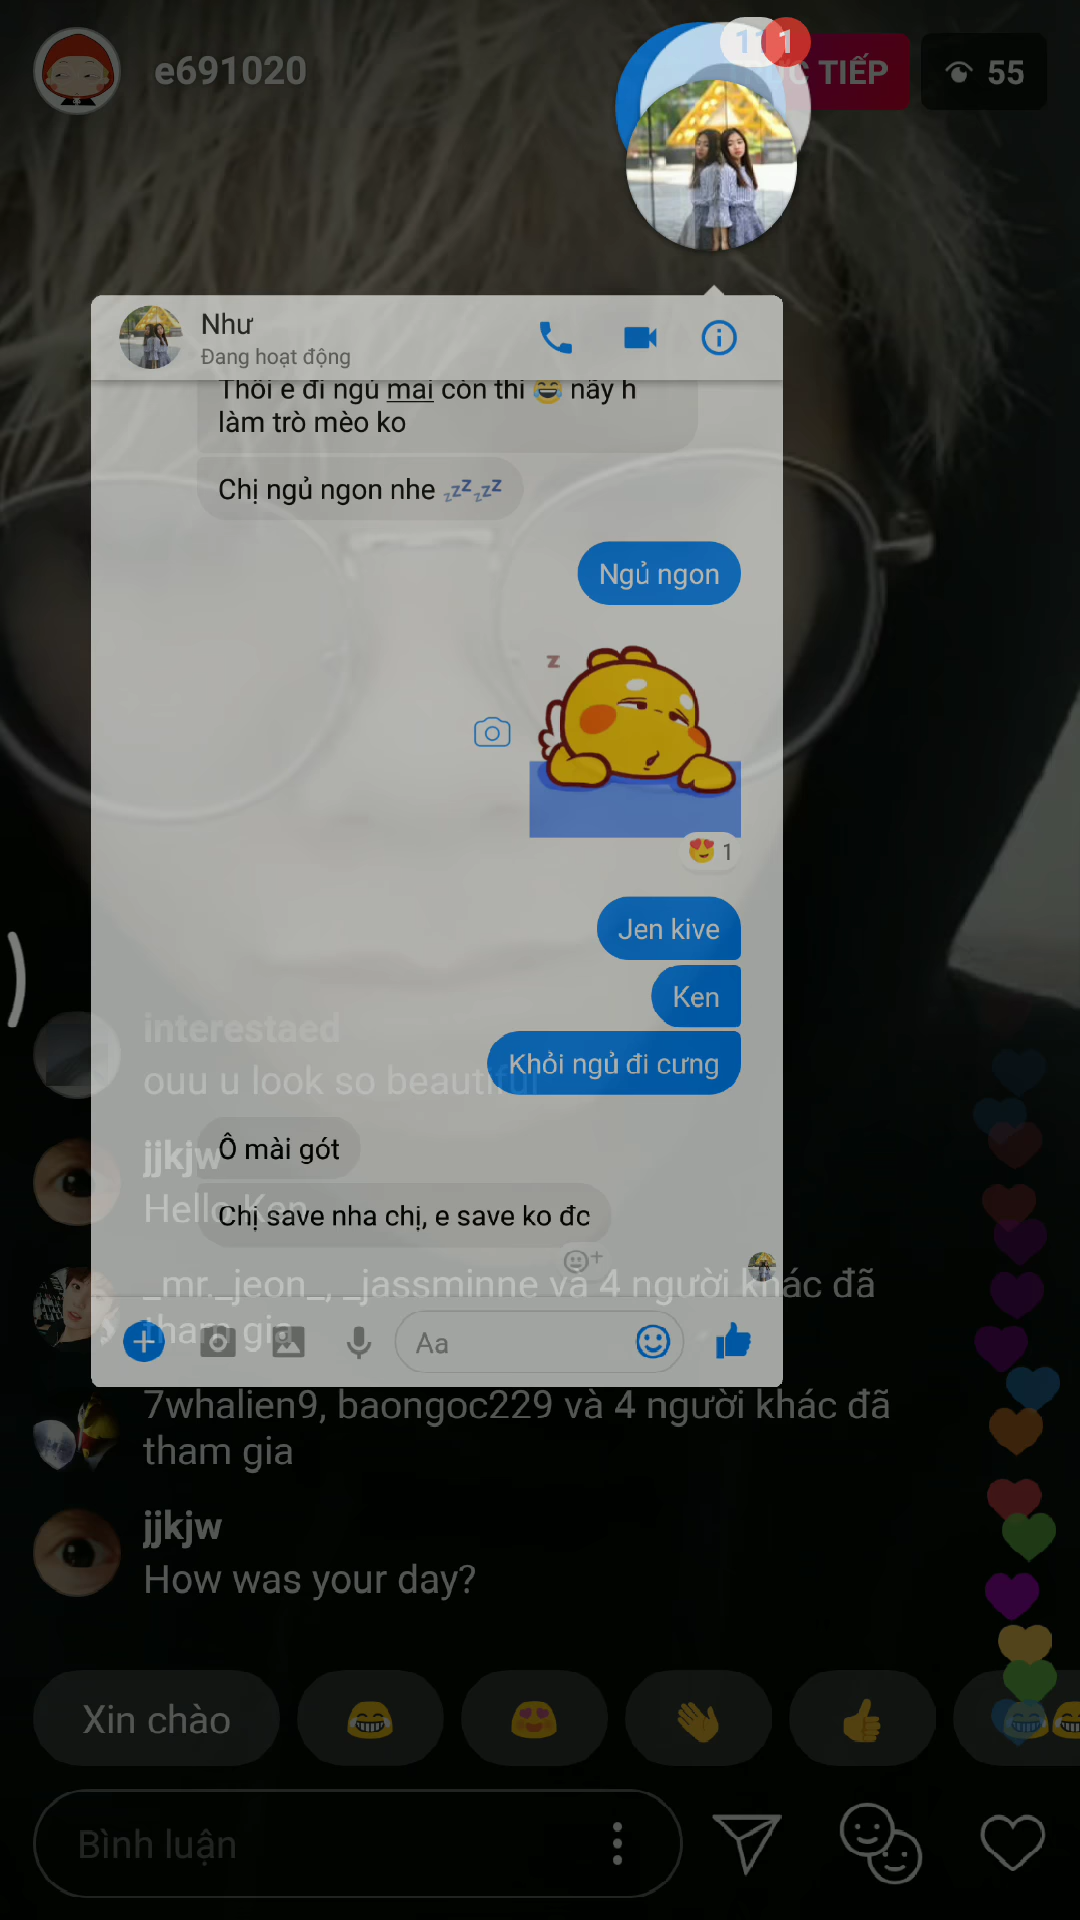 e691020
1
TIẾP
55
Như
Đang hoạt động
Thôi e đi ngủ mai còn thi 😂 nãy h
làm trò mèo ko
Chị ngủ ngon nhe 💤💤
Ngủ ngon
z
😍 1
Jen kive
Ken
Khỏi ngủ đi cưng
interestaed
ouu u look so beautiful
jjkjw
Hello Ken
Ô mài gót
Chị save nha chị, e save ko đc
_mr._jeon_, _jassminne và 4 người khác đã
tham gia
Aa
7whalien9, baongoc229 và 4 người khác đã
tham gia
jjkjw
How was your day?
Xin chào
Bình luận